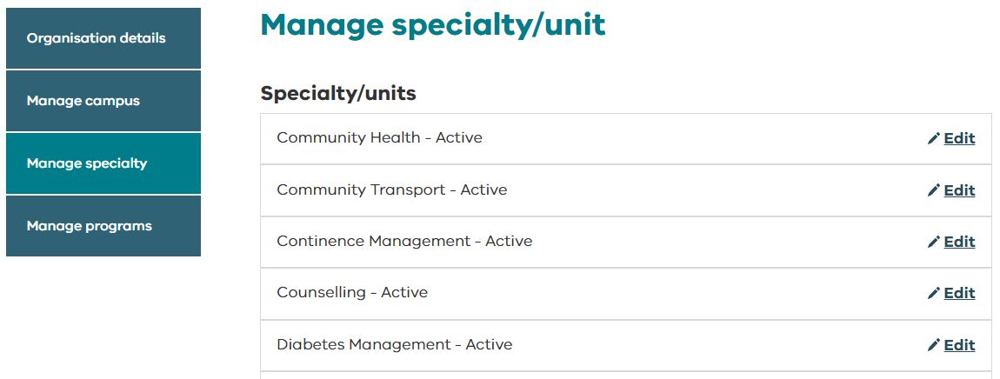 Organisation details
Manage campus
Manage specialty
Manage programs
Manage specialty/unit
Specialty/units
Community Health - Active Edit
Community Transport - Active Edit
Continence Management - Active Edit
Counselling - Active Edit
Diabetes Management - Active Edit